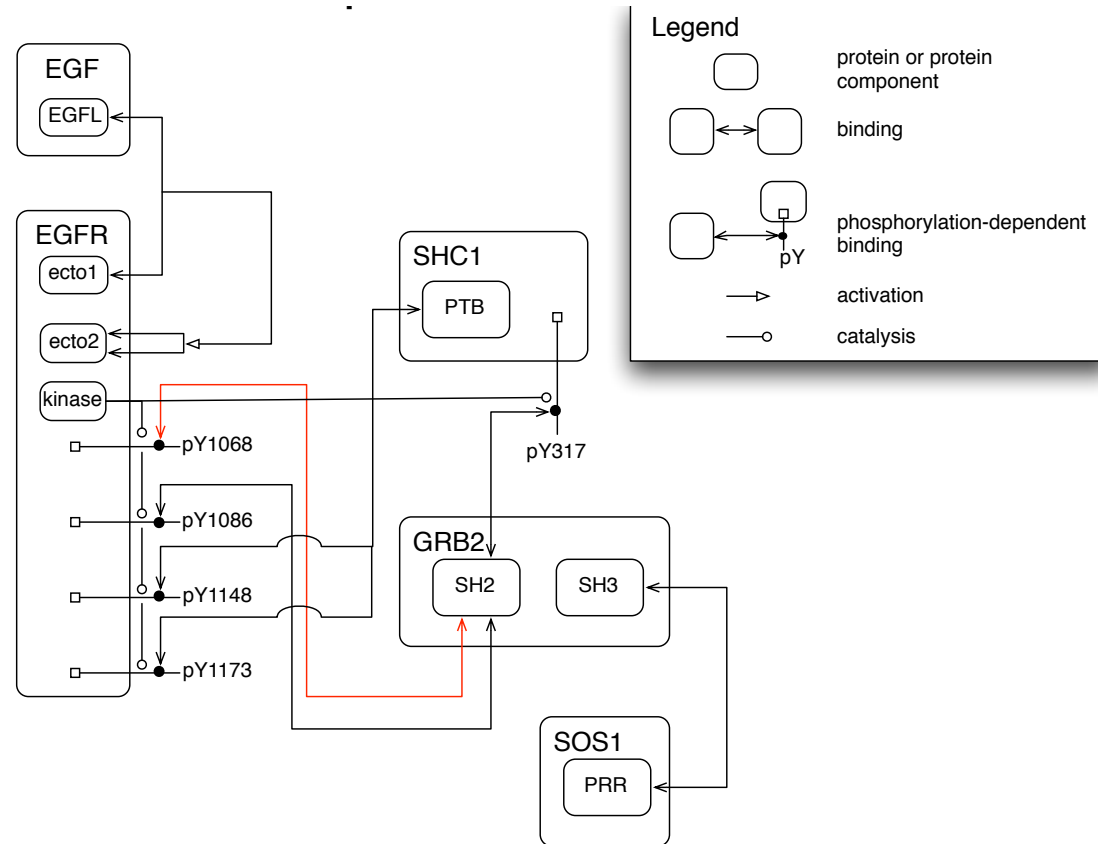 EGF
EGFL
EGFR
ecto1
ecto2
kinase
pY1068
pY1086
pY1148
pY1173
SHC1
PTB
pY317
GRB2
SH2
SH3
SOS1
PRR
Legend
protein or protein
component
binding
phosphorylation-dependent
binding
pY
activation
catalysis